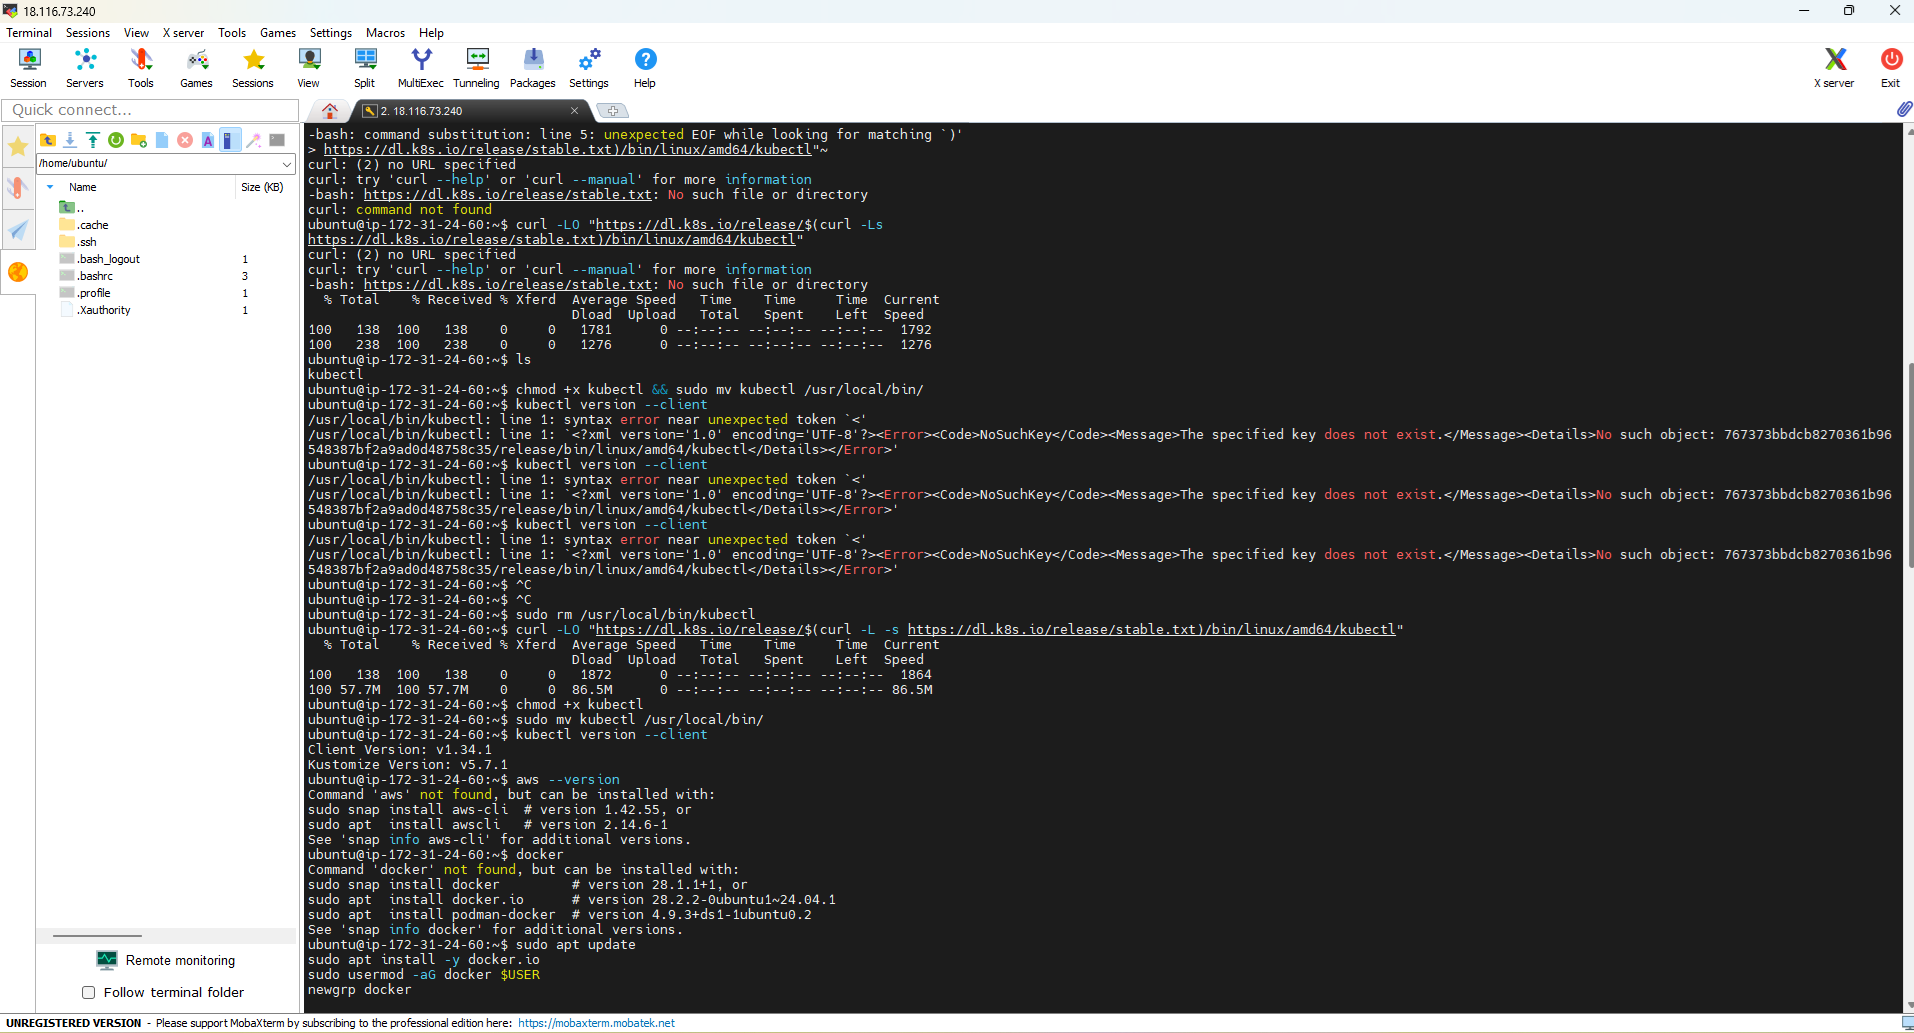 18.116.73.240
Terminal Sessions View X server Tools Games Settings Macros Help
Session Servers Tools Games Sessions View Split MultiExec Tunneling Packages Settings Help X server Exit
Quick connect...
2. 18.116.73.240
/home/ubuntu/
Name Size (KB)
..
.cache
.ssh
.bash_logout 1
.bashrc 3
.profile 1
.Xauthority 1
Remote monitoring
Follow terminal folder
-bash: command substitution: line 5: unexpected EOF while looking for matching `)'
> https://dl.k8s.io/release/stable.txt)/bin/linux/amd64/kubectl"~
curl: (2) no URL specified
curl: try 'curl --help' or 'curl --manual' for more information
-bash: https://dl.k8s.io/release/stable.txt: No such file or directory
curl: command not found
ubuntu@ip-172-31-24-60:~$ curl -LO "https://dl.k8s.io/release/$(curl -Ls
https://dl.k8s.io/release/stable.txt)/bin/linux/amd64/kubectl"
curl: (2) no URL specified
curl: try 'curl --help' or 'curl --manual' for more information
-bash: https://dl.k8s.io/release/stable.txt: No such file or directory
  % Total    % Received % Xferd  Average Speed   Time    Time     Time  Current
                                 Dload  Upload   Total   Spent    Left  Speed
100   138  100   138    0     0   1781      0 --:--:-- --:--:-- --:--:--  1792
100   238  100   238    0     0   1276      0 --:--:-- --:--:-- --:--:--  1276
ubuntu@ip-172-31-24-60:~$ ls
kubectl
ubuntu@ip-172-31-24-60:~$ chmod +x kubectl && sudo mv kubectl /usr/local/bin/
ubuntu@ip-172-31-24-60:~$ kubectl version --client
/usr/local/bin/kubectl: line 1: syntax error near unexpected token `<'
/usr/local/bin/kubectl: line 1: `<?xml version='1.0' encoding='UTF-8'?><Error><Code>NoSuchKey</Code><Message>The specified key does not exist.</Message><Details>No such object: 767373bbdcb8270361b96
548387bf2a9ad0d48758c35/release/bin/linux/amd64/kubectl</Details></Error>'
ubuntu@ip-172-31-24-60:~$ kubectl version --client
/usr/local/bin/kubectl: line 1: syntax error near unexpected token `<'
/usr/local/bin/kubectl: line 1: `<?xml version='1.0' encoding='UTF-8'?><Error><Code>NoSuchKey</Code><Message>The specified key does not exist.</Message><Details>No such object: 767373bbdcb8270361b96
548387bf2a9ad0d48758c35/release/bin/linux/amd64/kubectl</Details></Error>'
ubuntu@ip-172-31-24-60:~$ kubectl version --client
/usr/local/bin/kubectl: line 1: syntax error near unexpected token `<'
/usr/local/bin/kubectl: line 1: `<?xml version='1.0' encoding='UTF-8'?><Error><Code>NoSuchKey</Code><Message>The specified key does not exist.</Message><Details>No such object: 767373bbdcb8270361b96
548387bf2a9ad0d48758c35/release/bin/linux/amd64/kubectl</Details></Error>'
ubuntu@ip-172-31-24-60:~$ ^C
ubuntu@ip-172-31-24-60:~$ ^C
ubuntu@ip-172-31-24-60:~$ sudo rm /usr/local/bin/kubectl
ubuntu@ip-172-31-24-60:~$ curl -LO "https://dl.k8s.io/release/$(curl -L -s https://dl.k8s.io/release/stable.txt)/bin/linux/amd64/kubectl"
  % Total    % Received % Xferd  Average Speed   Time    Time     Time  Current
                                 Dload  Upload   Total   Spent    Left  Speed
100   138  100   138    0     0   1872      0 --:--:-- --:--:-- --:--:--  1864
100 57.7M  100 57.7M    0     0  86.5M      0 --:--:-- --:--:-- --:--:-- 86.5M
ubuntu@ip-172-31-24-60:~$ chmod +x kubectl
ubuntu@ip-172-31-24-60:~$ sudo mv kubectl /usr/local/bin/
ubuntu@ip-172-31-24-60:~$ kubectl version --client
Client Version: v1.34.1
Kustomize Version: v5.7.1
ubuntu@ip-172-31-24-60:~$ aws --version
Command 'aws' not found, but can be installed with:
sudo snap install aws-cli  # version 1.42.55, or
sudo apt  install awscli   # version 2.14.6-1
See 'snap info aws-cli' for additional versions.
ubuntu@ip-172-31-24-60:~$ docker
Command 'docker' not found, but can be installed with:
sudo snap install docker         # version 28.1.1+1, or
sudo apt  install docker.io      # version 28.2.2-0ubuntu1~24.04.1
sudo apt  install podman-docker  # version 4.9.3+ds1-1ubuntu0.2
See 'snap info docker' for additional versions.
ubuntu@ip-172-31-24-60:~$ sudo apt update
sudo apt install -y docker.io
sudo usermod -aG docker $USER
newgrp docker
UNREGISTERED VERSION - Please support MobaXterm by subscribing to the professional edition here: https://mobaxterm.mobatek.net